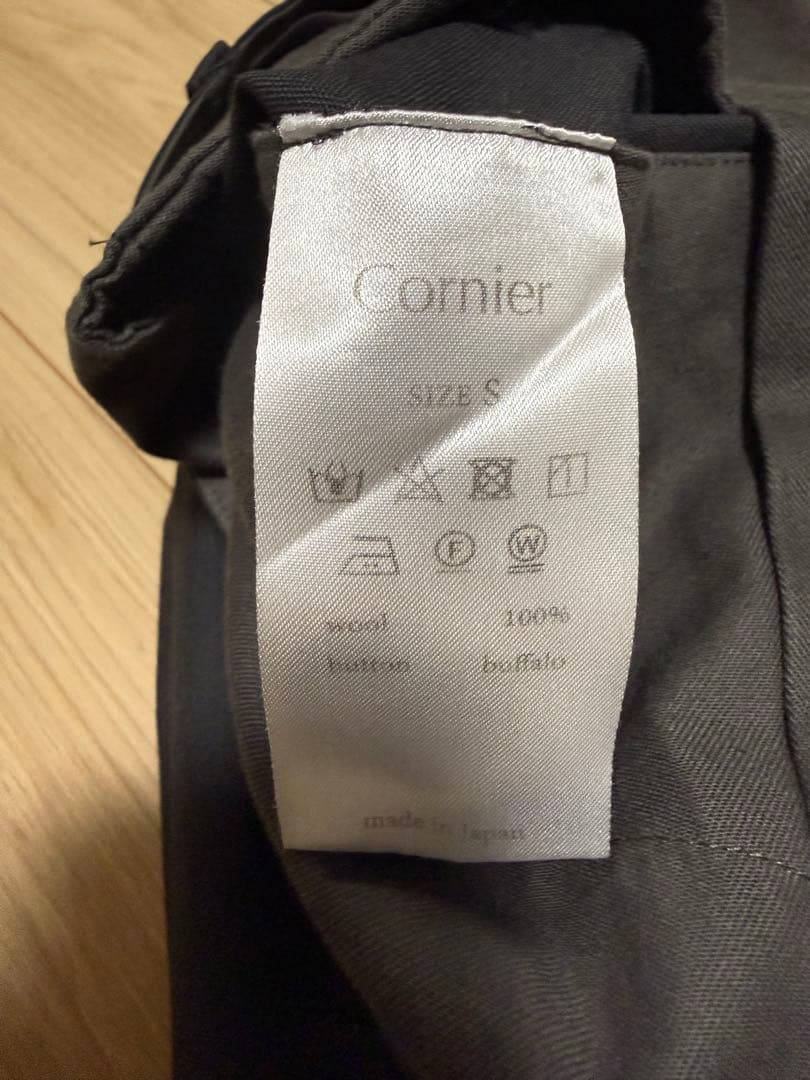 Cornier
SIZE S
F W
wool 100%
button buffalo
made in Japan